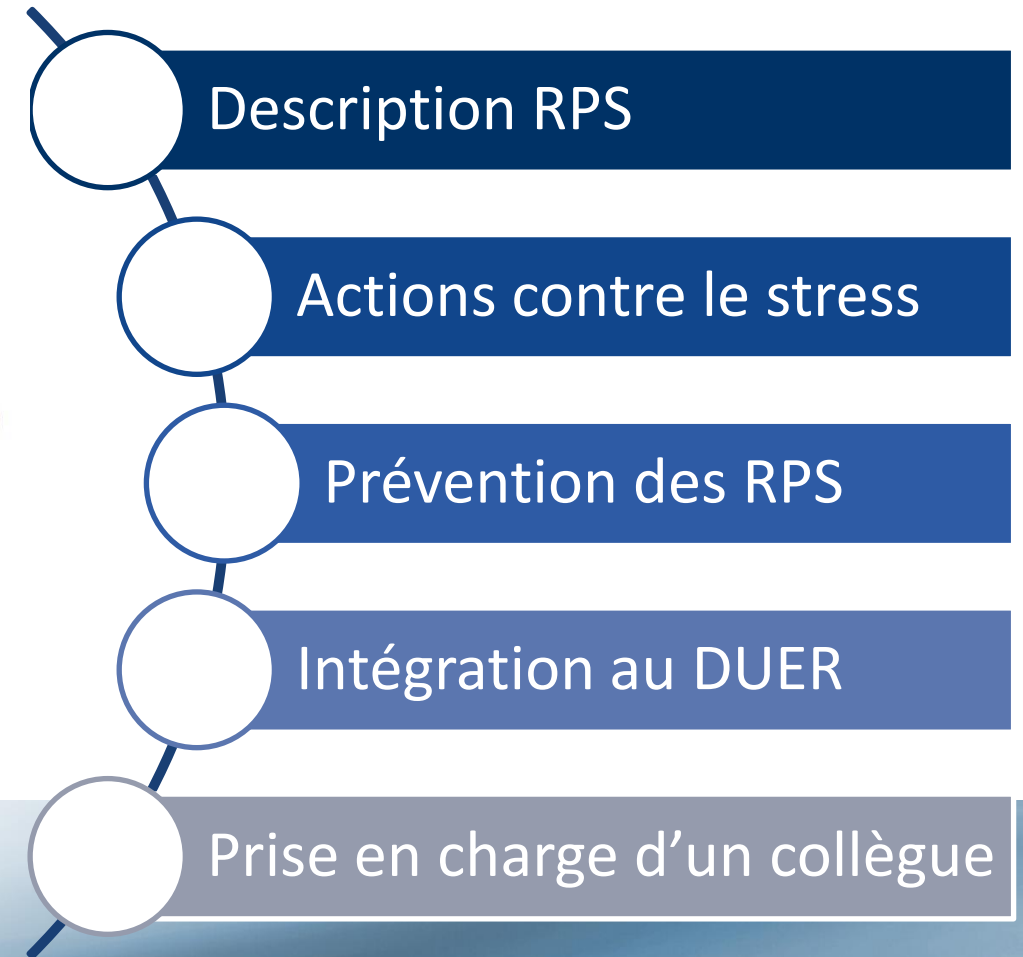 Description RPS
Actions contre le stress
Prévention des RPS
Intégration au DUER
Prise en charge d’un collègue